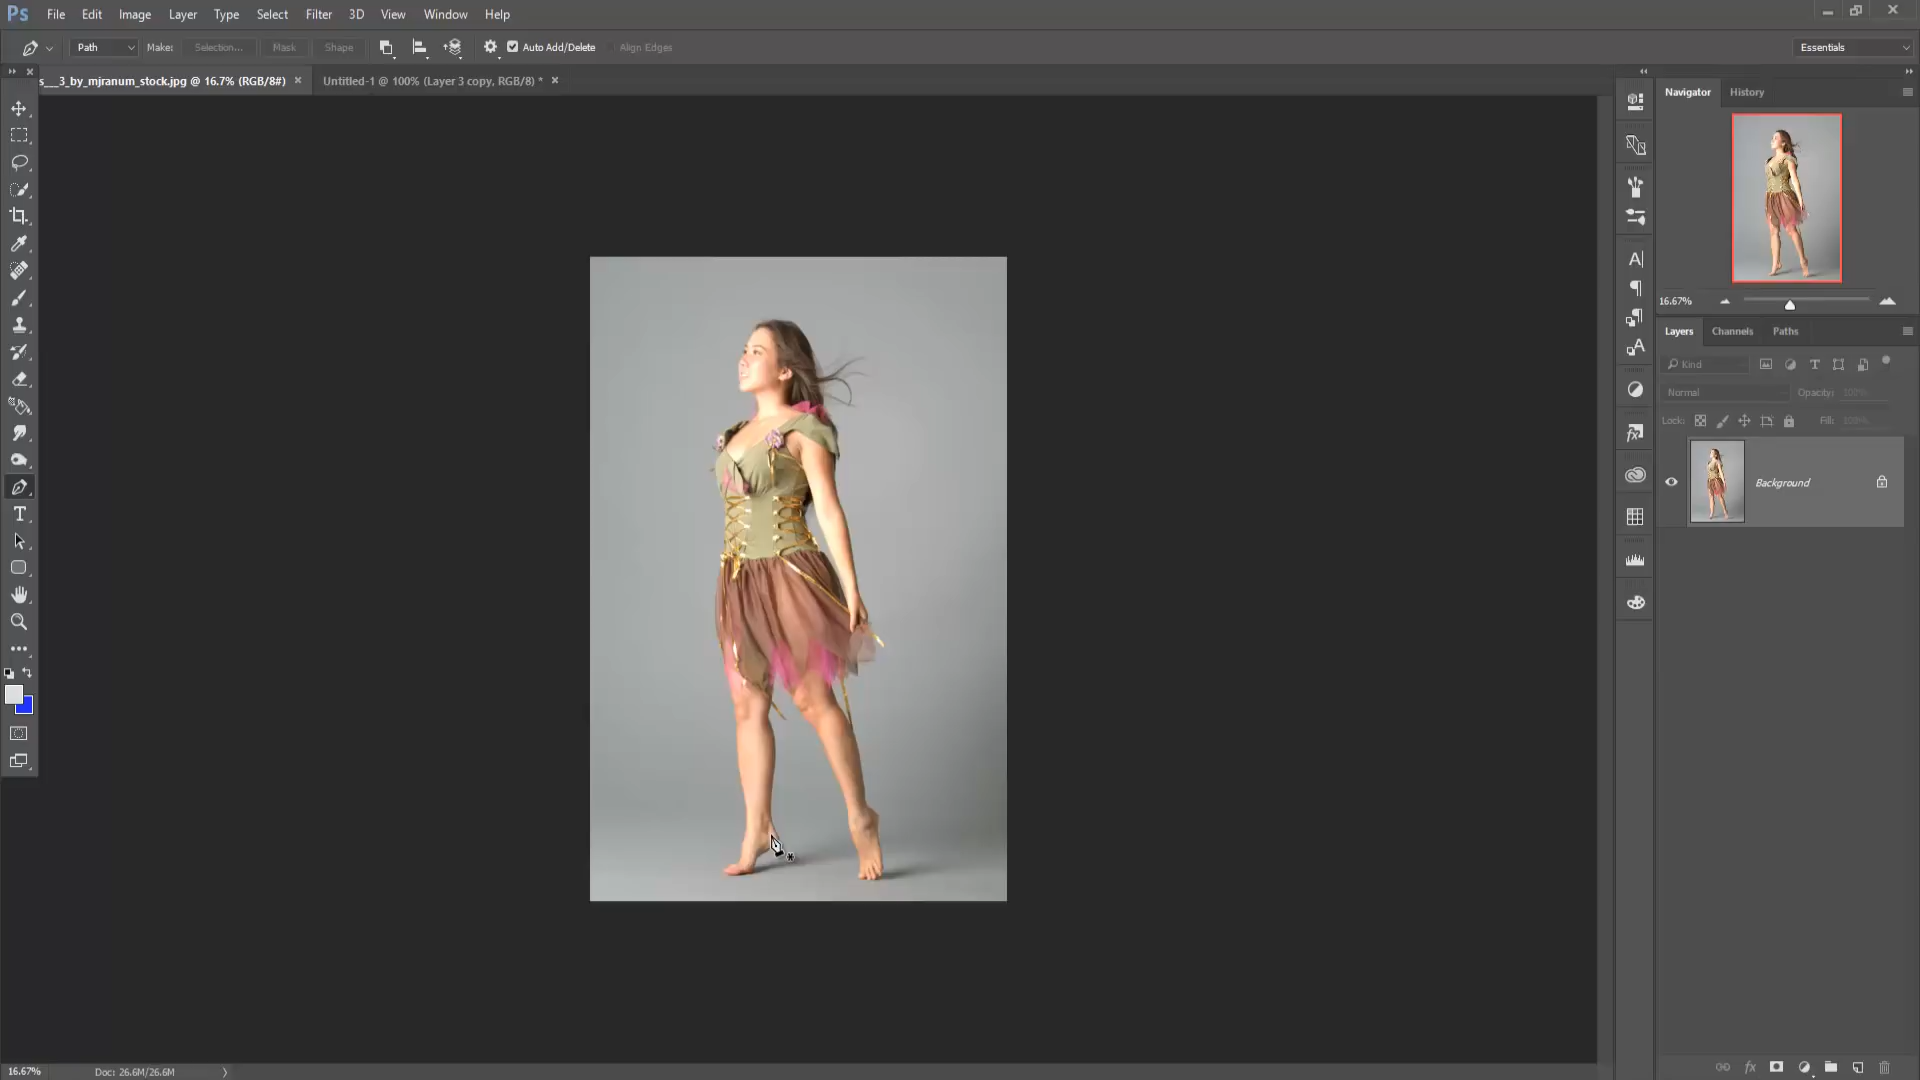 Ps File Edit Image Layer Type Select Filter 3D View Window Help
Path Make: Selection... Mask Shape Auto Add/Delete Align Edges Essentials
s___3_by_mjranum_stock.jpg @ 16.7% (RGB/8#) × Untitled-1 @ 100% (Layer 3 copy, RGB/8) * ×
Navigator History
16.67%
Layers Channels Paths
Kind
Normal Opacity: 100%
Lock: Fill: 100%
Background
16.67% Doc: 26.6M/26.6M